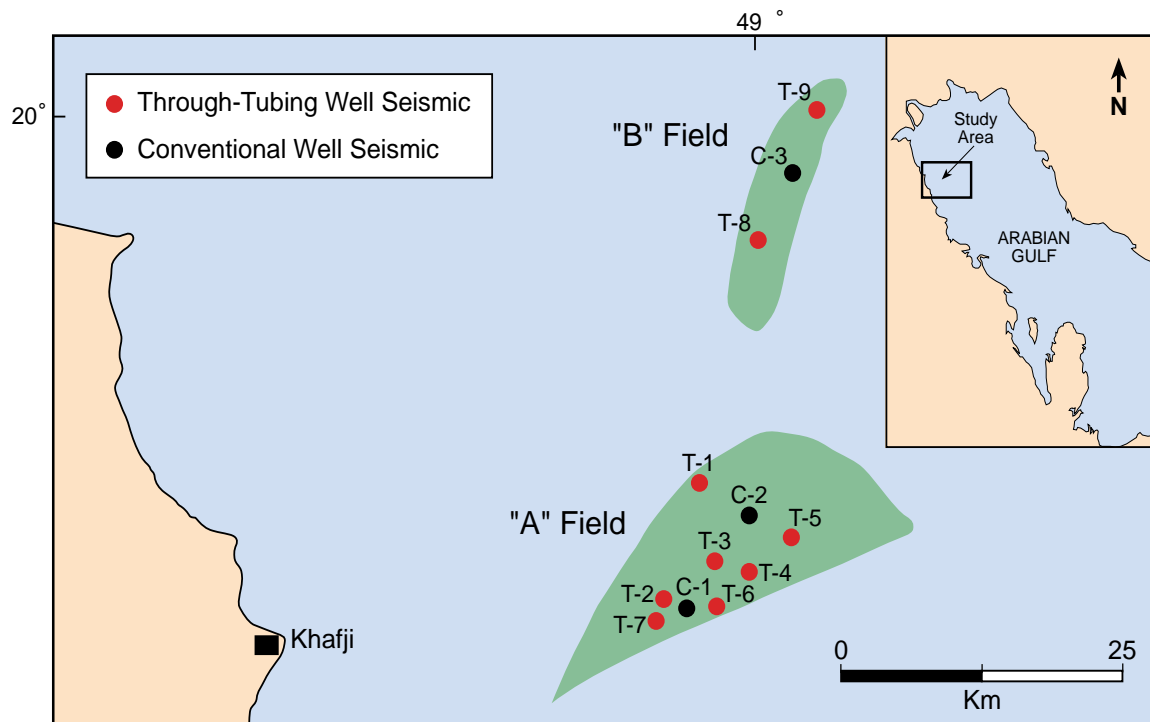 49°
20°
Through-Tubing Well Seismic
Conventional Well Seismic
"B" Field
T-9
C-3
T-8
N
Study
Area
ARABIAN
GULF
"A" Field
T-1
C-2
T-5
T-3
T-4
T-2
C-1
T-6
T-7
Khafji
0
25
Km